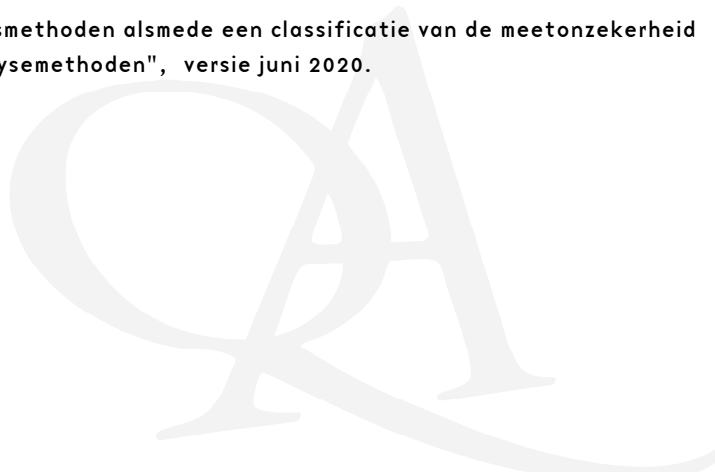 smethoden alsmede een classificatie van de meetonzekerheid
ysemethoden", versie juni 2020.